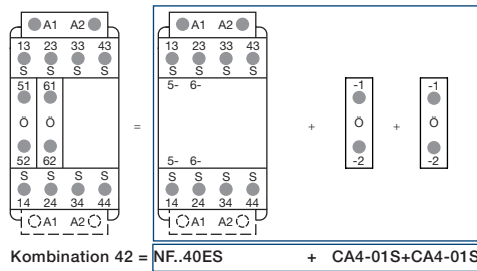 A1 A2 A1 A2
13 23 33 43 13 23 33 43
S S S S S S S S
51 61 5- 6- -1 -1
Ö Ö = + Ö + Ö
52 62 5- 6- -2 -2
S S S S S S S S
14 24 34 44 14 24 34 44
A1 A2 A1 A2
Kombination 42 = NF..40ES + CA4-01S+CA4-01S